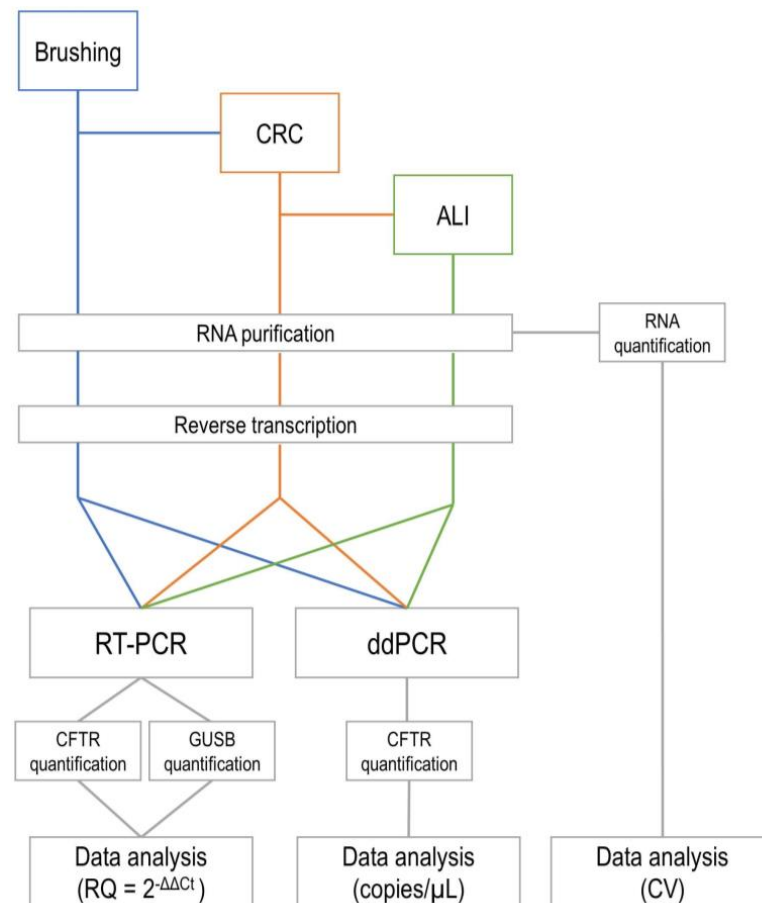 Brushing
CRC
ALI
RNA purification
RNA
quantification
Reverse transcription
RT-PCR
ddPCR
CFTR
quantification
GUSB
quantification
CFTR
quantification
Data analysis
(RQ = 2^-ΔΔCt)
Data analysis
(copies/µL)
Data analysis
(CV)